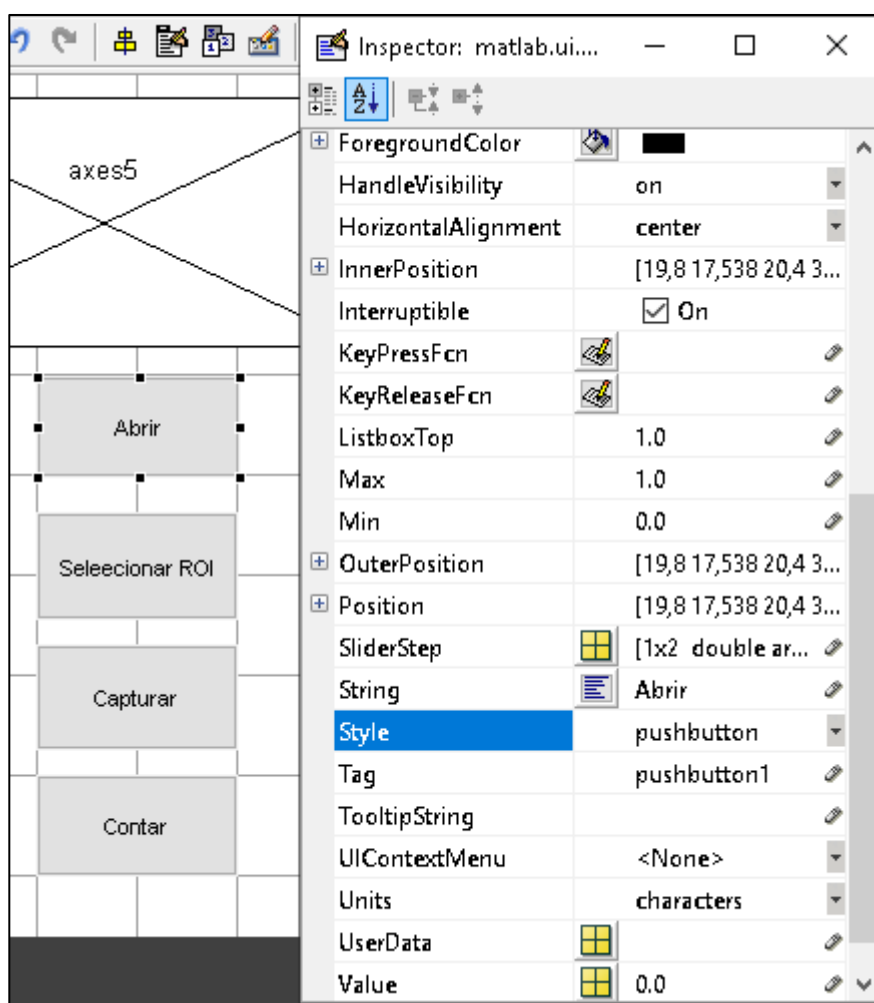 Inspector: matlab.ui....
ForegroundColor
HandleVisibility on
HorizontalAlignment center
InnerPosition [19,8 17,538 20,4 3...
Interruptible On
KeyPressFcn
KeyReleaseFcn
ListboxTop 1.0
Max 1.0
Min 0.0
OuterPosition [19,8 17,538 20,4 3...
Position [19,8 17,538 20,4 3...
SliderStep [1x2 double ar...
String Abrir
Style pushbutton
Tag pushbutton1
TooltipString
UIContextMenu <None>
Units characters
UserData
Value 0.0
axes5
Abrir
Seleecionar ROI
Capturar
Contar